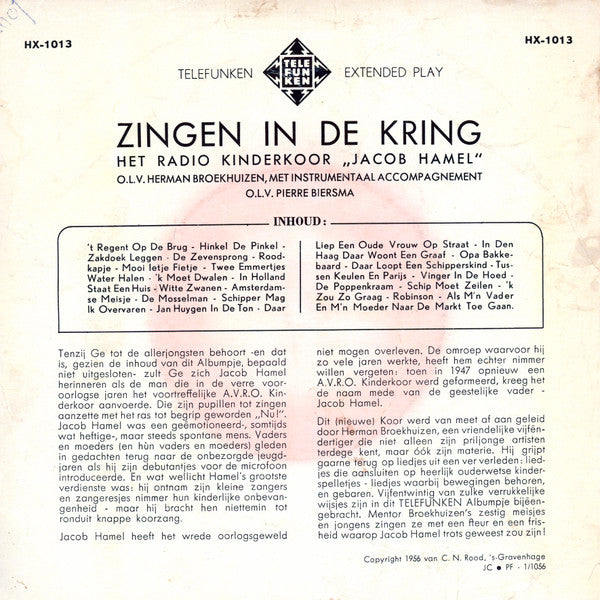 HX-1013
HX-1013
TELEFUNKEN TELE FUN KEN EXTENDED PLAY
ZINGEN IN DE KRING
HET RADIO KINDERKOOR „JACOB HAMEL"
O.L.V. HERMAN BROEKHUIZEN, MET INSTRUMENTAAL ACCOMPAGNEMENT
O.L.V. PIERRE BIERSMA
INHOUD:
't Regent Op De Brug - Hinkel De Pinkel -
Zakdoek Leggen - De Zevensprong - Rood-
kapje - Mooi Ietje Fietje - Twee Emmertjes
Water Halen - 'k Moet Dwalen - In Holland
Staat Een Huis - Witte Zwanen - Amsterdam-
se Meisje - De Mosselman - Schipper Mag
Ik Overvaren - Jan Huygen In De Ton - Daar
Liep Een Oude Vrouw Op Straat - In Den
Haag Daar Woont Een Graaf - Opa Bakke-
baard - Daar Loopt Een Schipperskind - Tus-
sen Keulen En Parijs - Vinger In De Hoed -
De Poppenkraam - Schip Moet Zeilen - 'k
Zou Zo Graag - Robinson - Als M'n Vader
En M'n Moeder Naar De Markt Toe Gaan.
Tenzij Ge tot de allerjongsten behoort -en dat
is, gezien de inhoud van dit Albumpje, bepaald
niet uitgesloten- zult Ge zich Jacob Hamel
herinneren als de man die in de verre voor-
oorlogse jaren het voortreffelijke A.V.R.O. Kin-
derkoor aanvoerde. Die zijn pupillen tot zingen
aanzette met het ras tot begrip geworden „Nu!".
Jacob Hamel was een geëmotioneerd-, somtijds
wat heftige-, maar steeds spontane mens. Vaders
en moeders (en hùn vaders en moeders) gleden
in gedachten terug naar de onbezorgde jeugd-
jaren als hij zijn debutantjes voor de microfoon
introduceerde. En wat wellicht Hamel's grootste
verdienste was: hij ontnam zijn kleine zangers
en zangeresjes nimmer hun kinderlijke onbevan-
genheid - maar hij bracht hen niettemin tot
ronduit knappe koorzang.
Jacob Hamel heeft het wrede oorlogsgeweld
niet mogen overleven. De omroep waarvoor hij
zo vele jaren werkte, heeft hem echter nimmer
willen vergeten: toen in 1947 opnieuw een
A.V.R.O. Kinderkoor werd geformeerd, kreeg het
de naam mede van de geestelijke vader -
Jacob Hamel.
Dit (nieuwe) Koor werd van meet af aan geleid
door Herman Broekhuizen, een vriendelijke vijfen-
dertiger die niet alleen zijn priljonge artisten
terdege kent, maar óók zijn materie. Hij grijpt
gaarne terug op liedjes uit een ver verleden: lied-
jes die aansluiten op heerlijk ouderwetse kinder-
spelletjes - liedjes waarbij bewegingen behoren,
en gebaren. Vijfentwintig van zulke verrukkelijke
wijsjes zijn in dit TELEFUNKEN Albumpje bijéén-
gebracht. Mentor Broekhuizen's zestig meisjes
en jongens zingen ze met een fleur en een fris-
heid waarop Jacob Hamel trots geweest zou zijn!
Copyright 1956 van C. N. Rood, 's-Gravenhage
JC ● PF - 1/1056